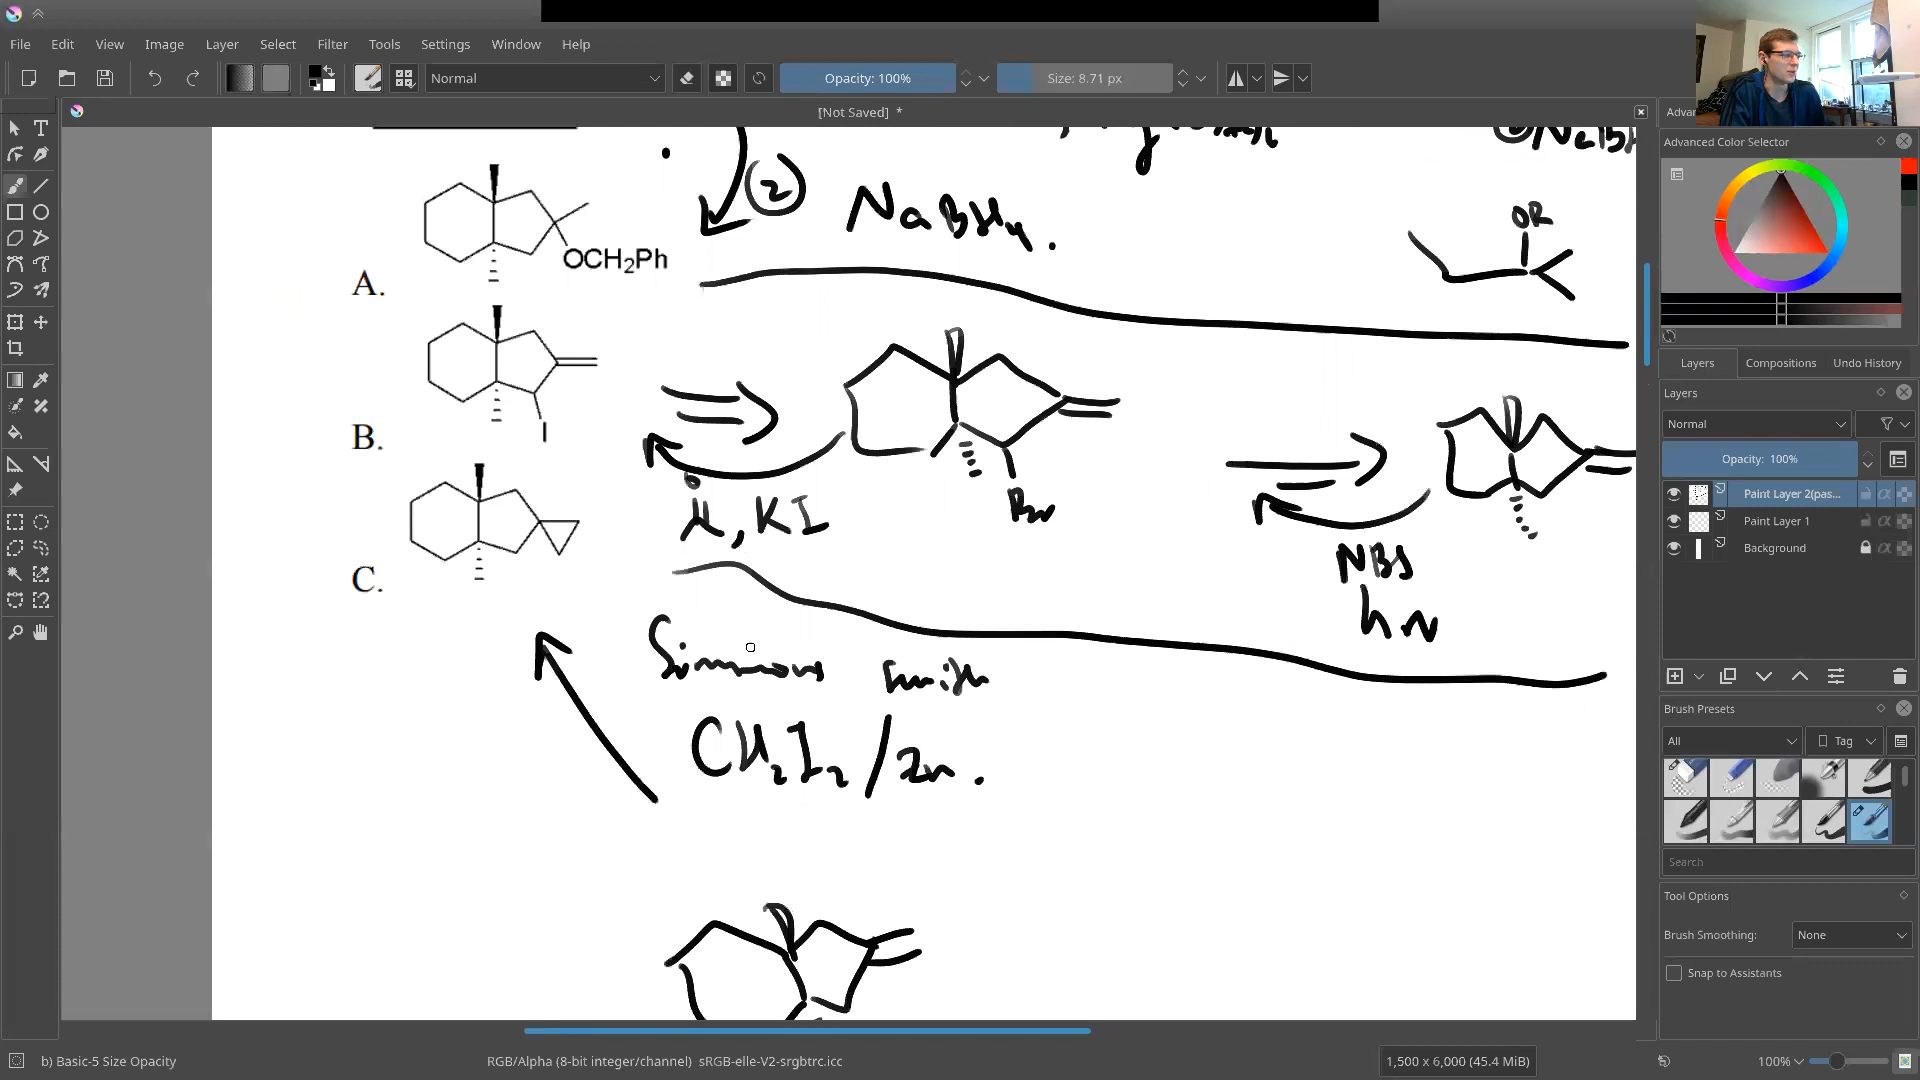 File Edit View Image Layer Select Filter Tools Settings Window Help
Normal
Opacity: 100%
Size: 8.71 px
[Not Saved] *
Advanced Color Selector
②
NaBH4.
OR
OCH2Ph
A.
B.
I
C.
Br
KI
NBS
hν
Simmons Smith
CH2I2/Zn.
Layers Compositions Undo History
Layers
Normal
Opacity: 100%
Paint Layer 2(pas...
Paint Layer 1
Background
Brush Presets
All
Tag
Search
Tool Options
Brush Smoothing: None
Snap to Assistants
b) Basic-5 Size Opacity
RGB/Alpha (8-bit integer/channel) sRGB-elle-V2-srgbtrc.icc
1,500 x 6,000 (45.4 MiB)
100%